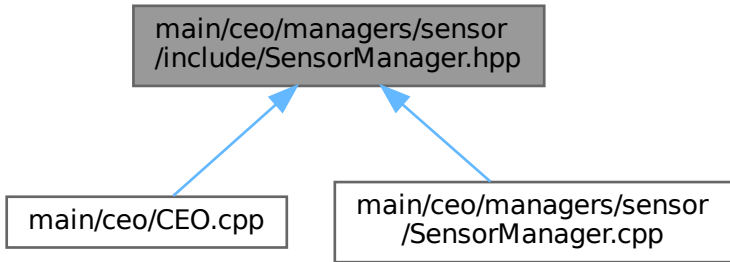 main/ceo/managers/sensor
/include/SensorManager.hpp
main/ceo/CEO.cpp
main/ceo/managers/sensor
/SensorManager.cpp